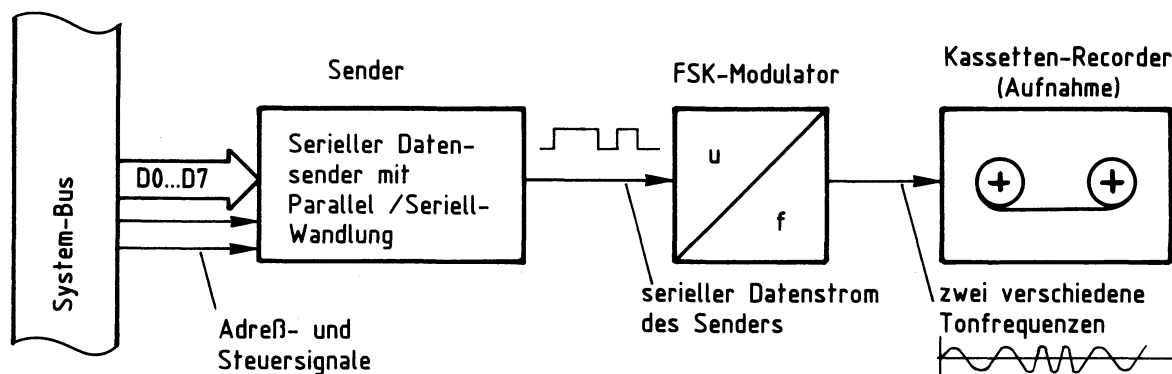 Sender
FSK-Modulator
Kassetten-Recorder
(Aufnahme)
System-Bus
D0...D7
Serieller Daten-
sender mit
Parallel /Seriell-
Wandlung
u
f
Adreß- und
Steuersignale
serieller Datenstrom
des Senders
zwei verschiedene
Tonfrequenzen